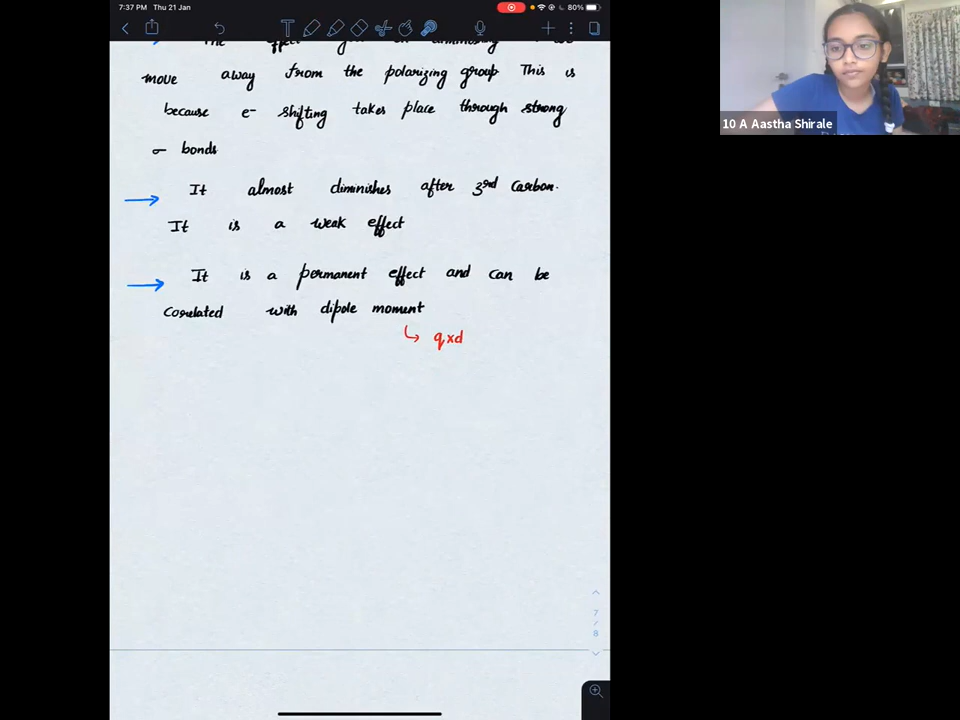 7:37 PM Thu 21 Jan
80%
10 A Aastha Shirale
move away from the polarizing group This is
because e- shifting takes place through strong
σ bonds
→ It almost diminishes after 3rd Carbon.
It is a weak effect
→ It is a permanent effect and can be
Corelated with dipole moment
↳ q×d
7
/
8